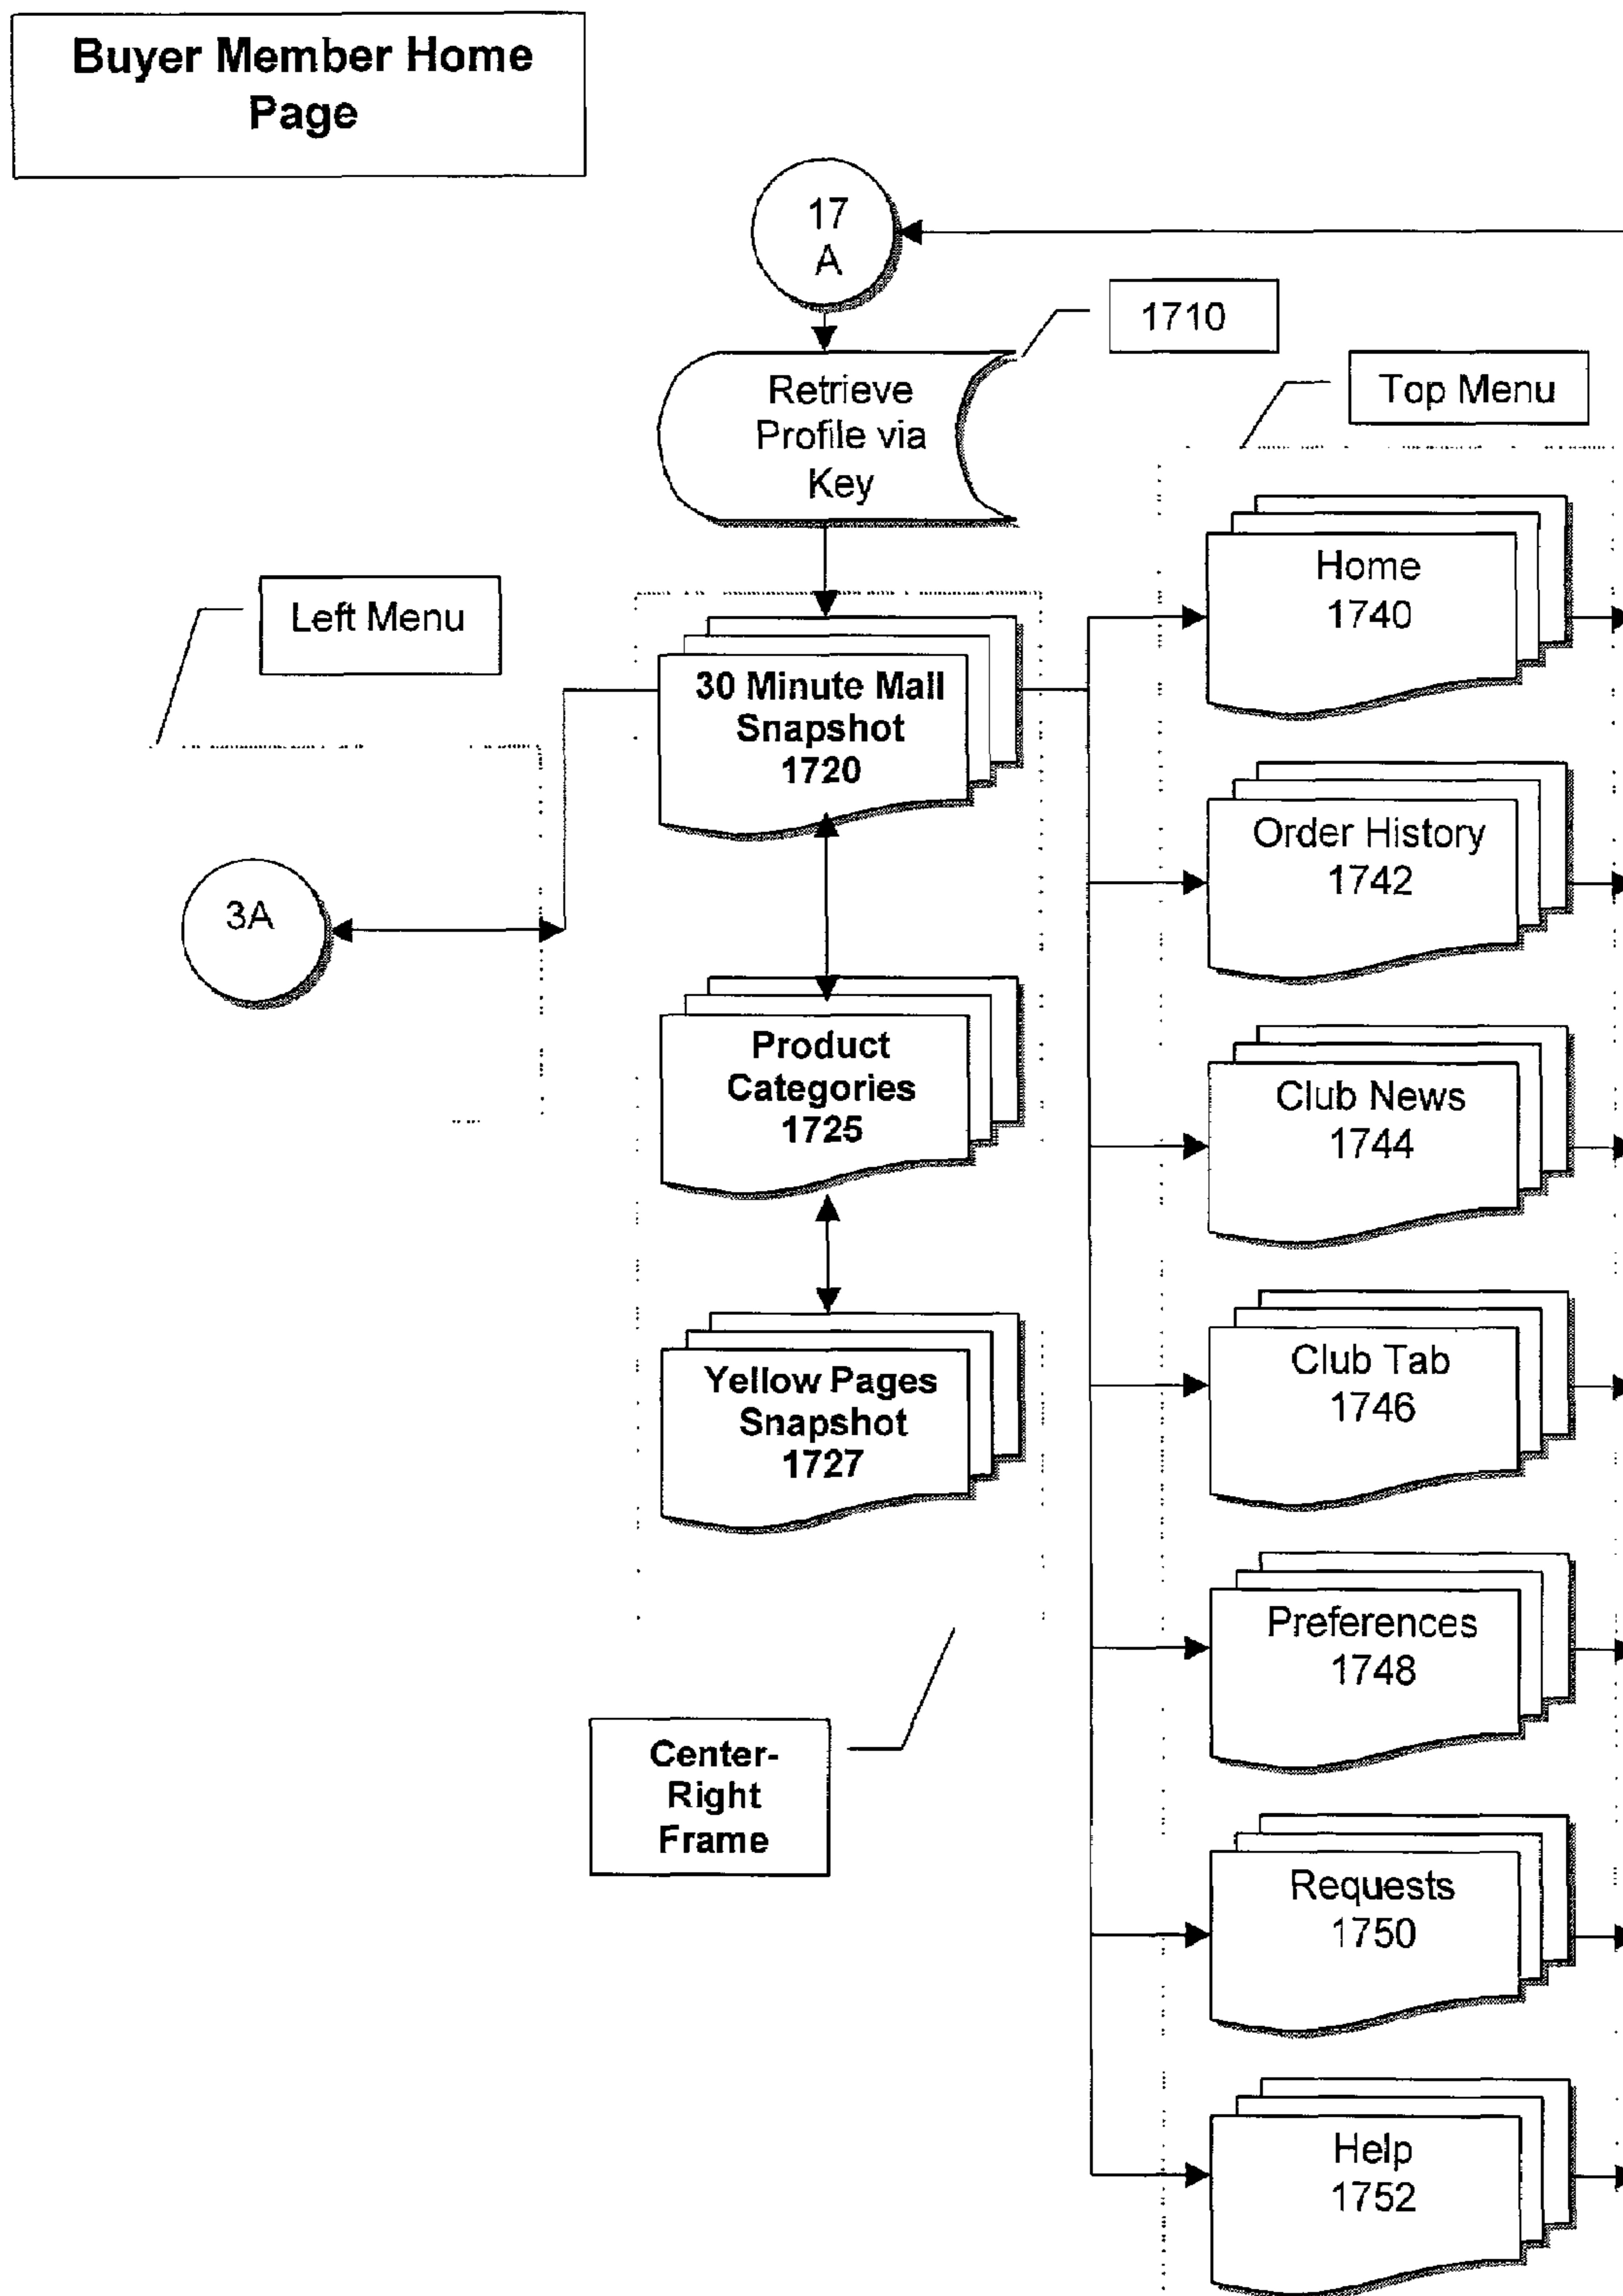 Buyer Member Home
Page
17
A
1710
Retrieve
Profile via
Key
Top Menu
Home
1740
Left Menu
30 Minute Mall
Snapshot
1720
Order History
1742
3A
Product
Categories
1725
Club News
1744
Yellow Pages
Snapshot
1727
Club Tab
1746
Preferences
1748
Center-
Right
Frame
Requests
1750
Help
1752